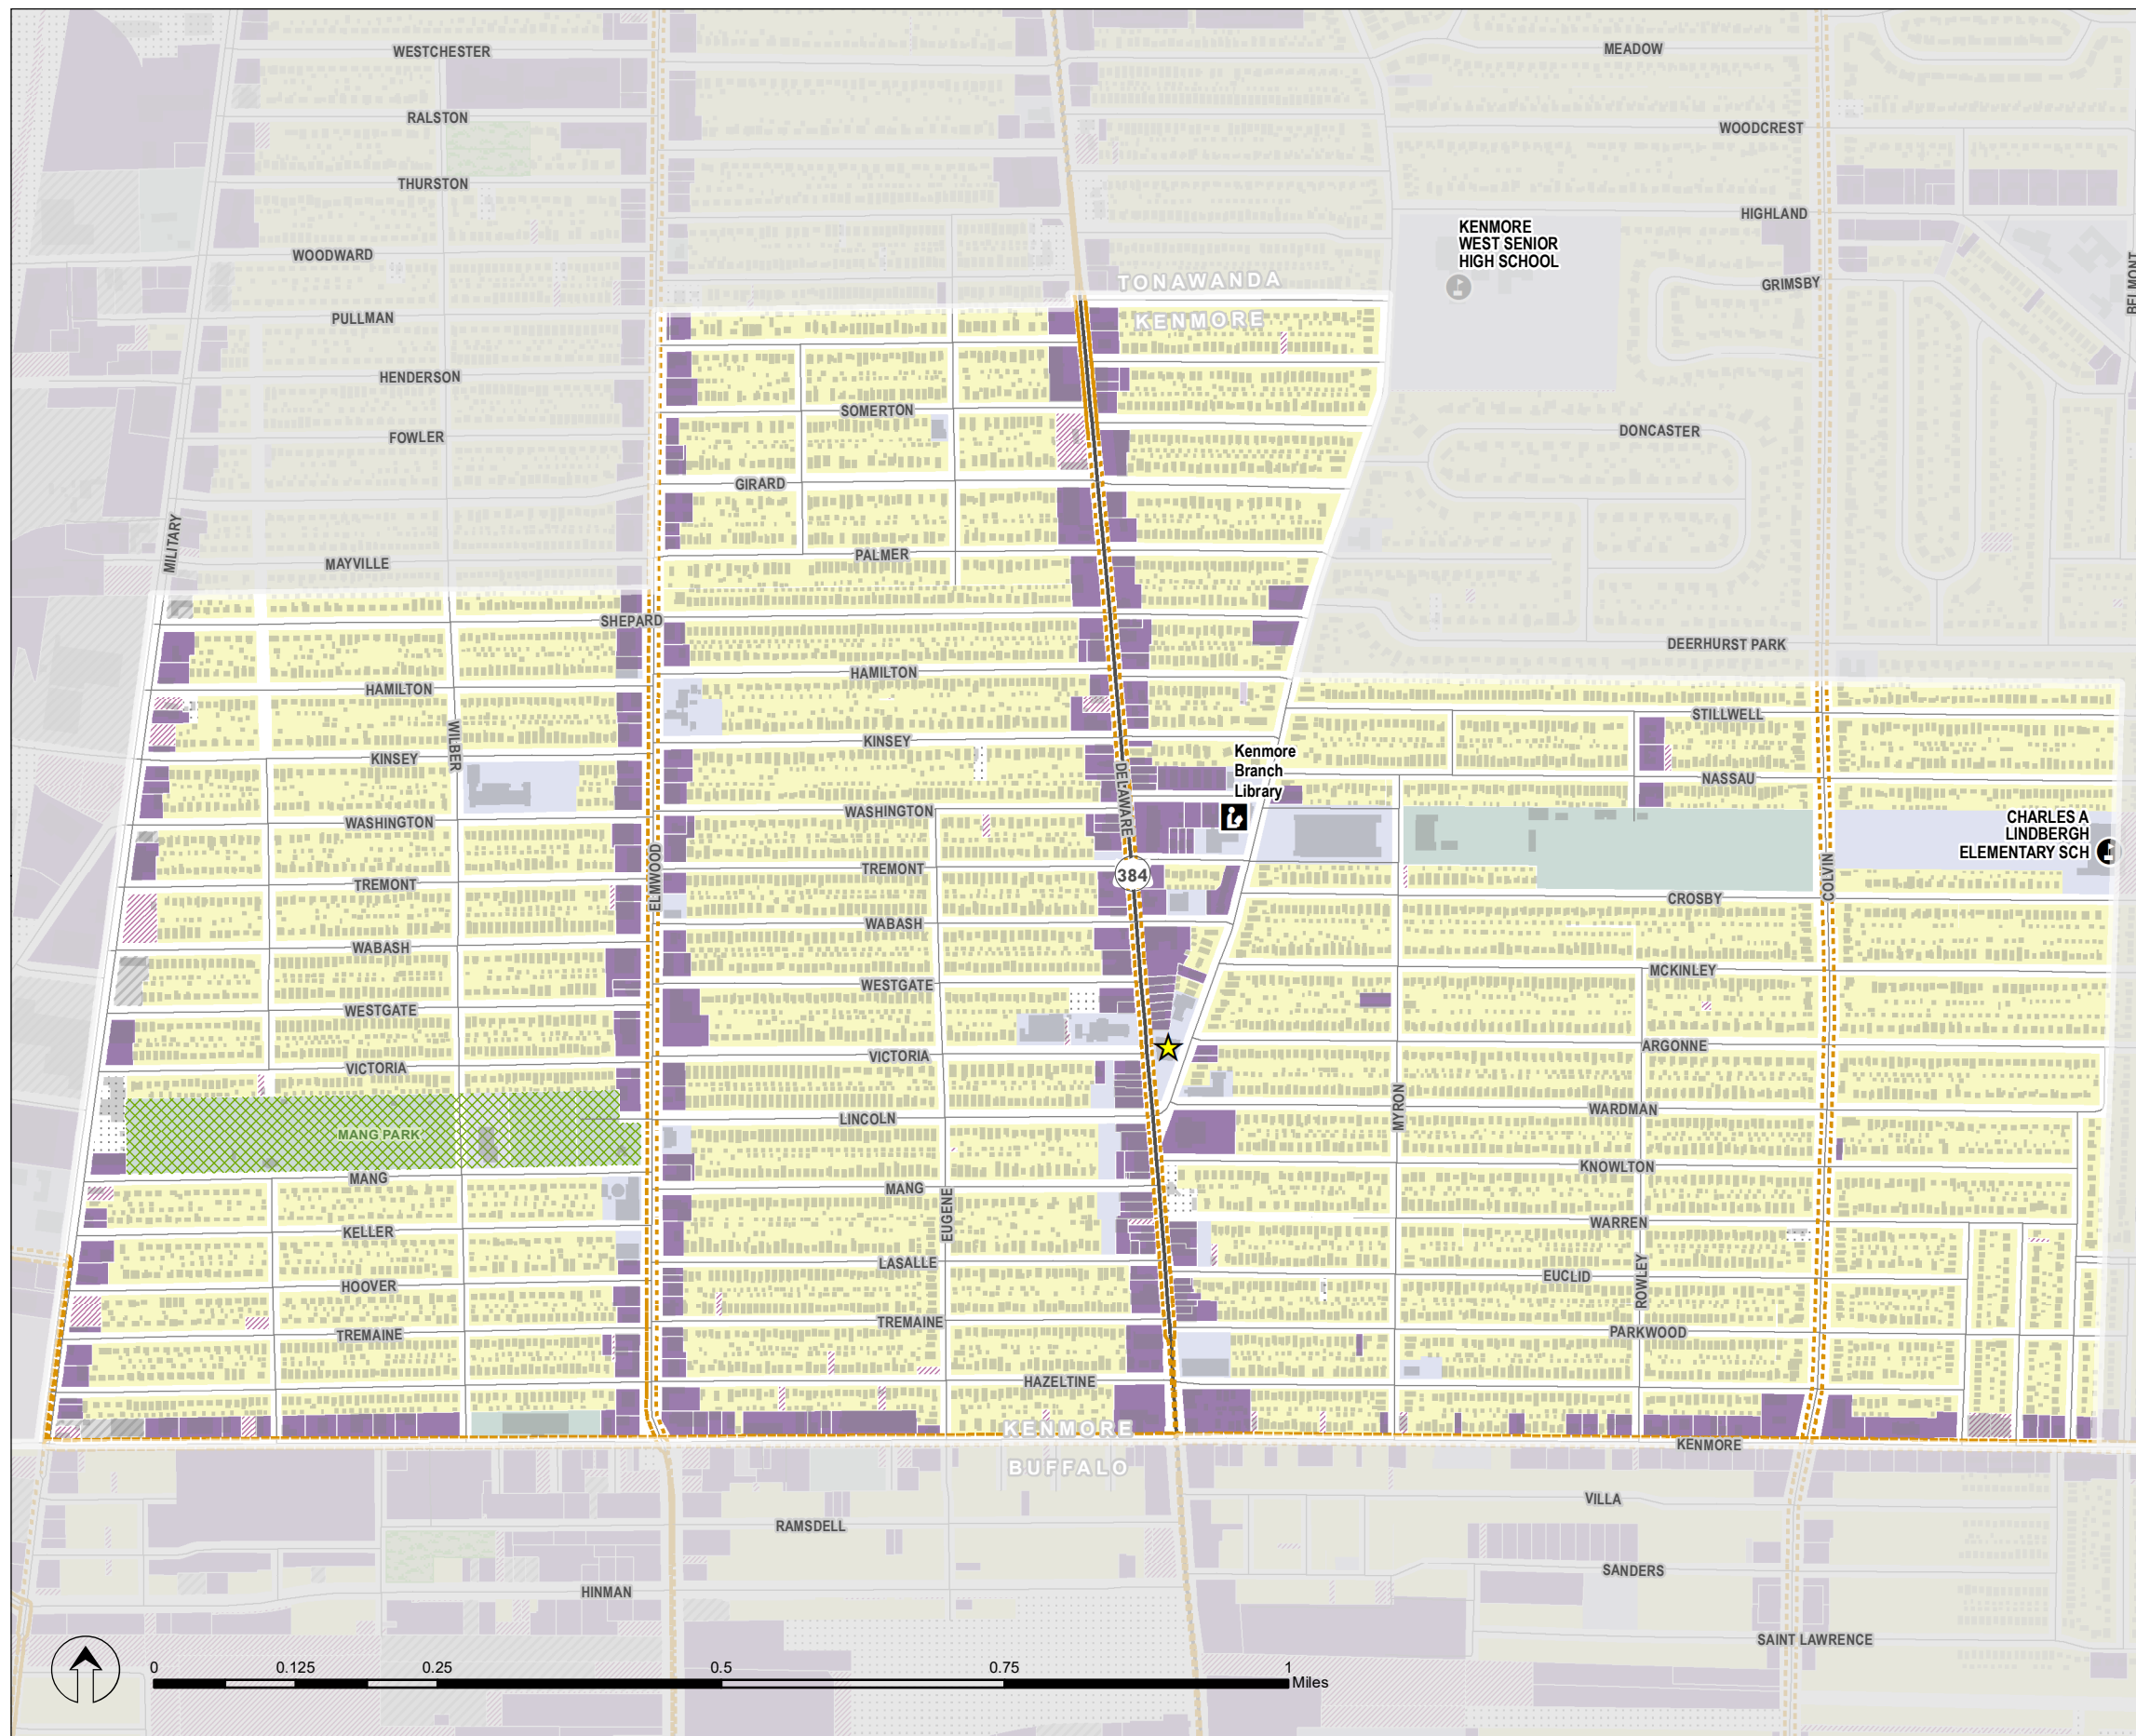 WESTCHESTER
MEADOW
RALSTON
WOODCREST
THURSTON
HIGHLAND
KENMORE
WEST SENIOR
HIGH SCHOOL
WOODWARD
TONAWANDA
GRIMSBY
BELMONT
PULLMAN
KENMORE
HENDERSON
SOMERTON
FOWLER
DONCASTER
GIRARD
MILITARY
PALMER
MAYVILLE
SHEPARD
DEERHURST PARK
HAMILTON
HAMILTON
STILLWELL
WILBER
KINSEY
KINSEY
Kenmore
Branch
Library
DELAWARE
NASSAU
WASHINGTON
WASHINGTON
CHARLES A
LINDBERGH
ELEMENTARY SCH
TREMONT
TREMONT
384
ELMWOOD
COLVIN
CROSBY
WABASH
WABASH
MCKINLEY
WESTGATE
WESTGATE
ARGONNE
VICTORIA
VICTORIA
MYRON
WARDMAN
LINCOLN
MANG PARK
KNOWLTON
MANG
MANG
EUGENE
WARREN
KELLER
LASALLE
EUCLID
ROWLEY
HOOVER
TREMAINE
TREMAINE
PARKWOOD
HAZELTINE
KENMORE
KENMORE
BUFFALO
VILLA
RAMSDELL
SANDERS
HINMAN
SAINT LAWRENCE
0 0.125 0.25 0.5 0.75 1
Miles